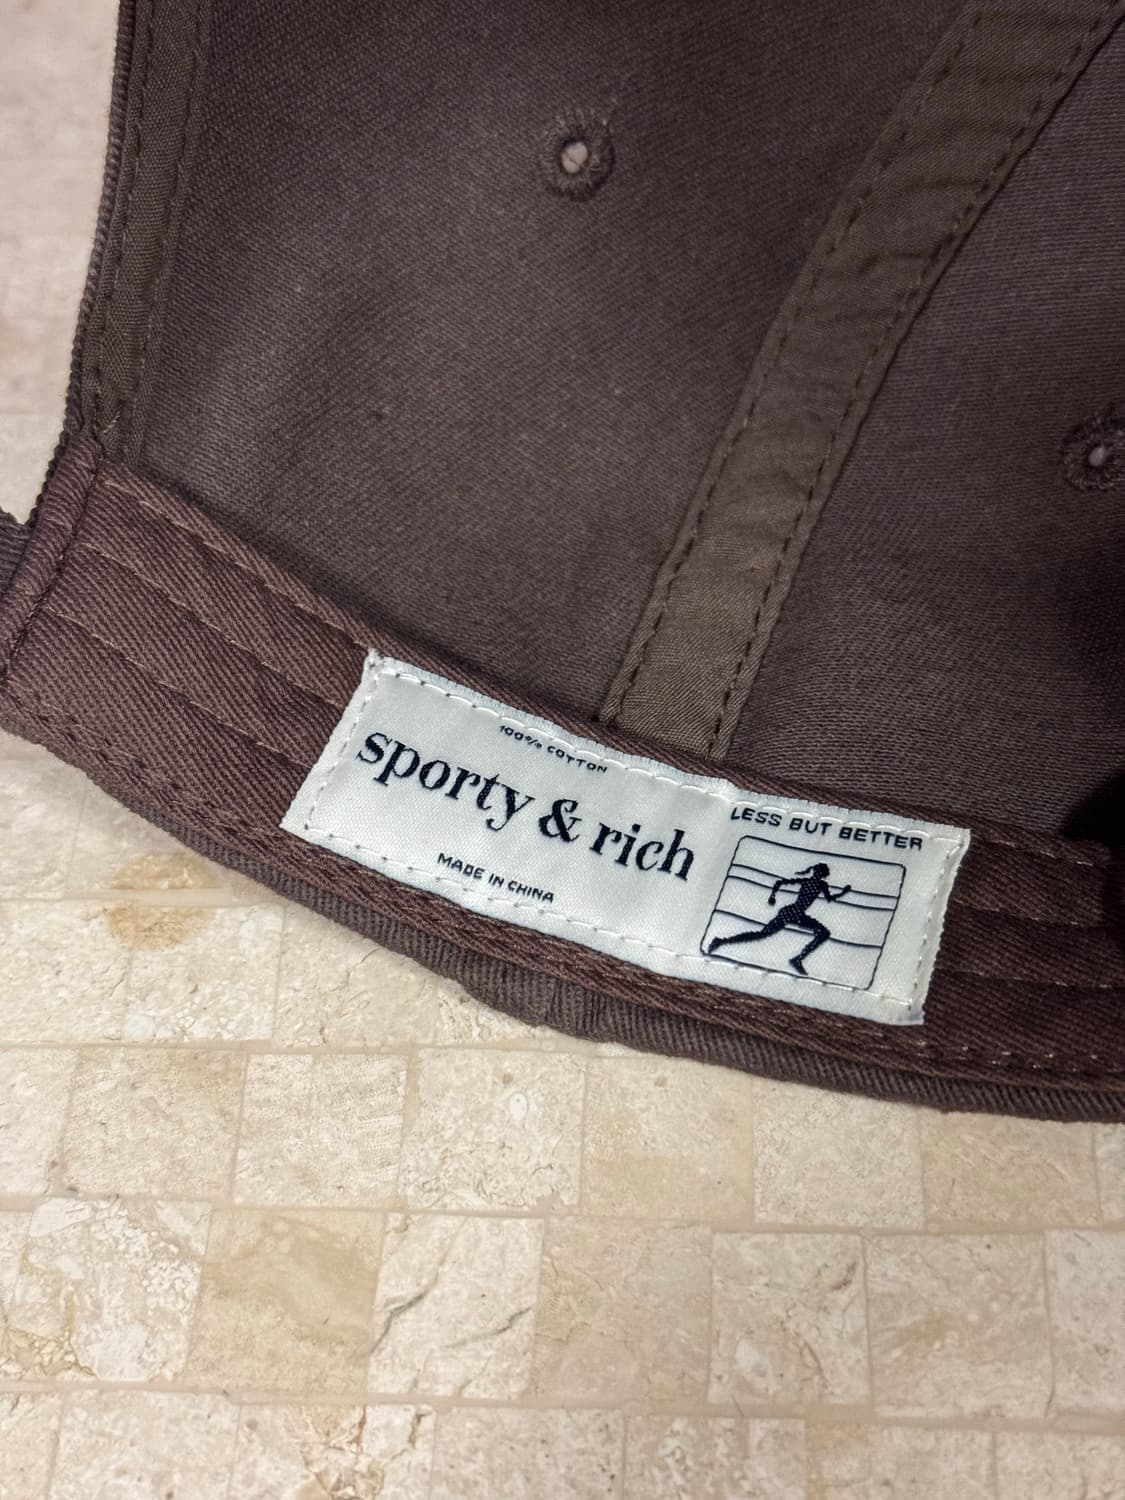 100% COTTON
sporty & rich
MADE IN CHINA
LESS BUT BETTER